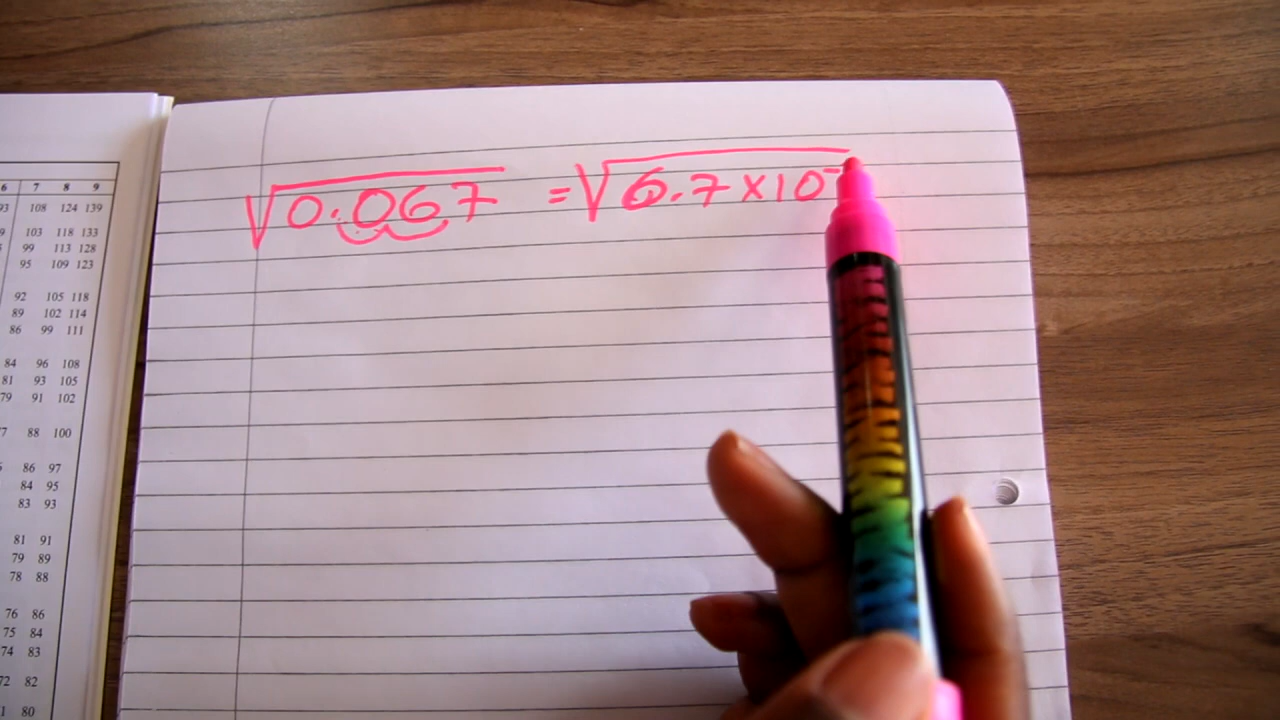 √0.067 = √6.7×10⁻
6 7 8 9
93 108 124 139
9 103 118 133
99 113 128
95 109 123
92 105 118
89 102 114
86 99 111
84 96 108
81 93 105
79 91 102
7 88 100
86 97
84 95
83 93
81 91
79 89
78 88
76 86
75 84
74 83
72 82
80